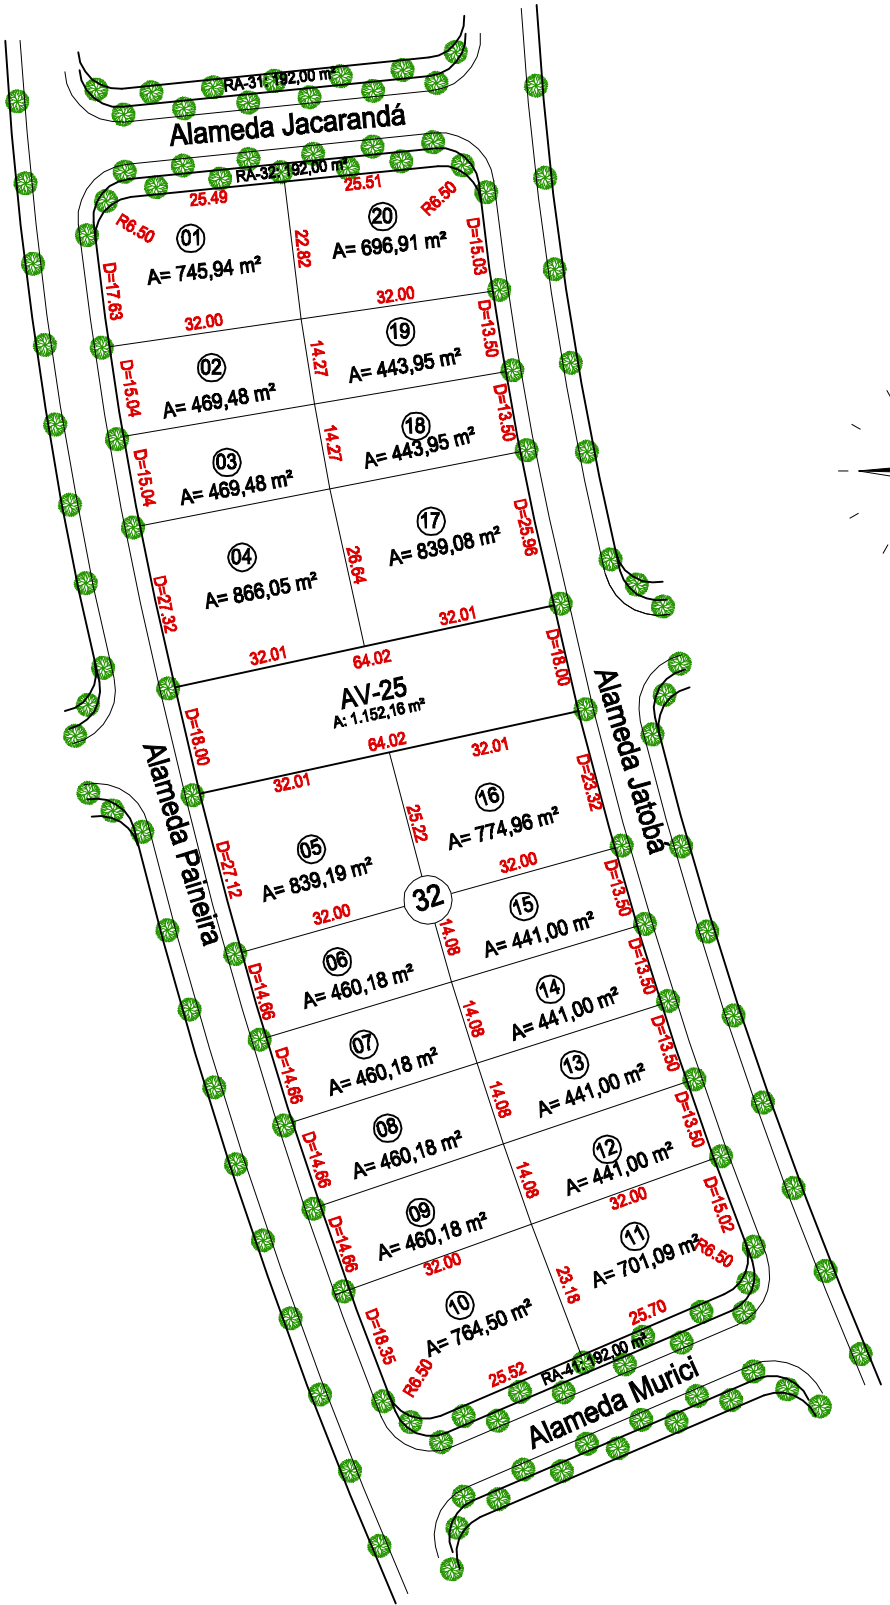 RA-31: 192,00 m²
Alameda Jacarandá
RA-32: 192,00 m²
25.49
25.51
R6.50
R6.50
01
A= 745,94 m²
22.82
20
A= 696,91 m²
D=15.03
D=17.63
32.00
32.00
02
A= 469,48 m²
D=15.04
14.27
19
A= 443,95 m²
D=13.50
03
A= 469,48 m²
D=15.04
14.27
18
A= 443,95 m²
D=13.50
04
A= 866,05 m²
D=27.32
26.64
17
A= 839,08 m²
D=25.96
32.01
32.01
64.02
AV-25
A: 1.152,16 m²
D=18.00
D=18.00
64.02
Alameda Paineira
Alameda Jatobá
32.01
32.01
05
A= 839,19 m²
D=27.12
25.22
16
A= 774,96 m²
D=23.32
32.00
32.00
32
06
A= 460,18 m²
D=14.66
14.08
15
A= 441,00 m²
D=13.50
07
A= 460,18 m²
D=14.66
14.08
14
A= 441,00 m²
D=13.50
08
A= 460,18 m²
D=14.66
14.08
13
A= 441,00 m²
D=13.50
09
A= 460,18 m²
D=14.66
14.08
12
A= 441,00 m²
D=13.50
32.00
32.00
10
A= 764,50 m²
D=18.35
23.18
11
A= 701,09 m²
D=15.02
R6.50
R6.50
25.52
25.70
RA-41: 192,00 m²
Alameda Murici